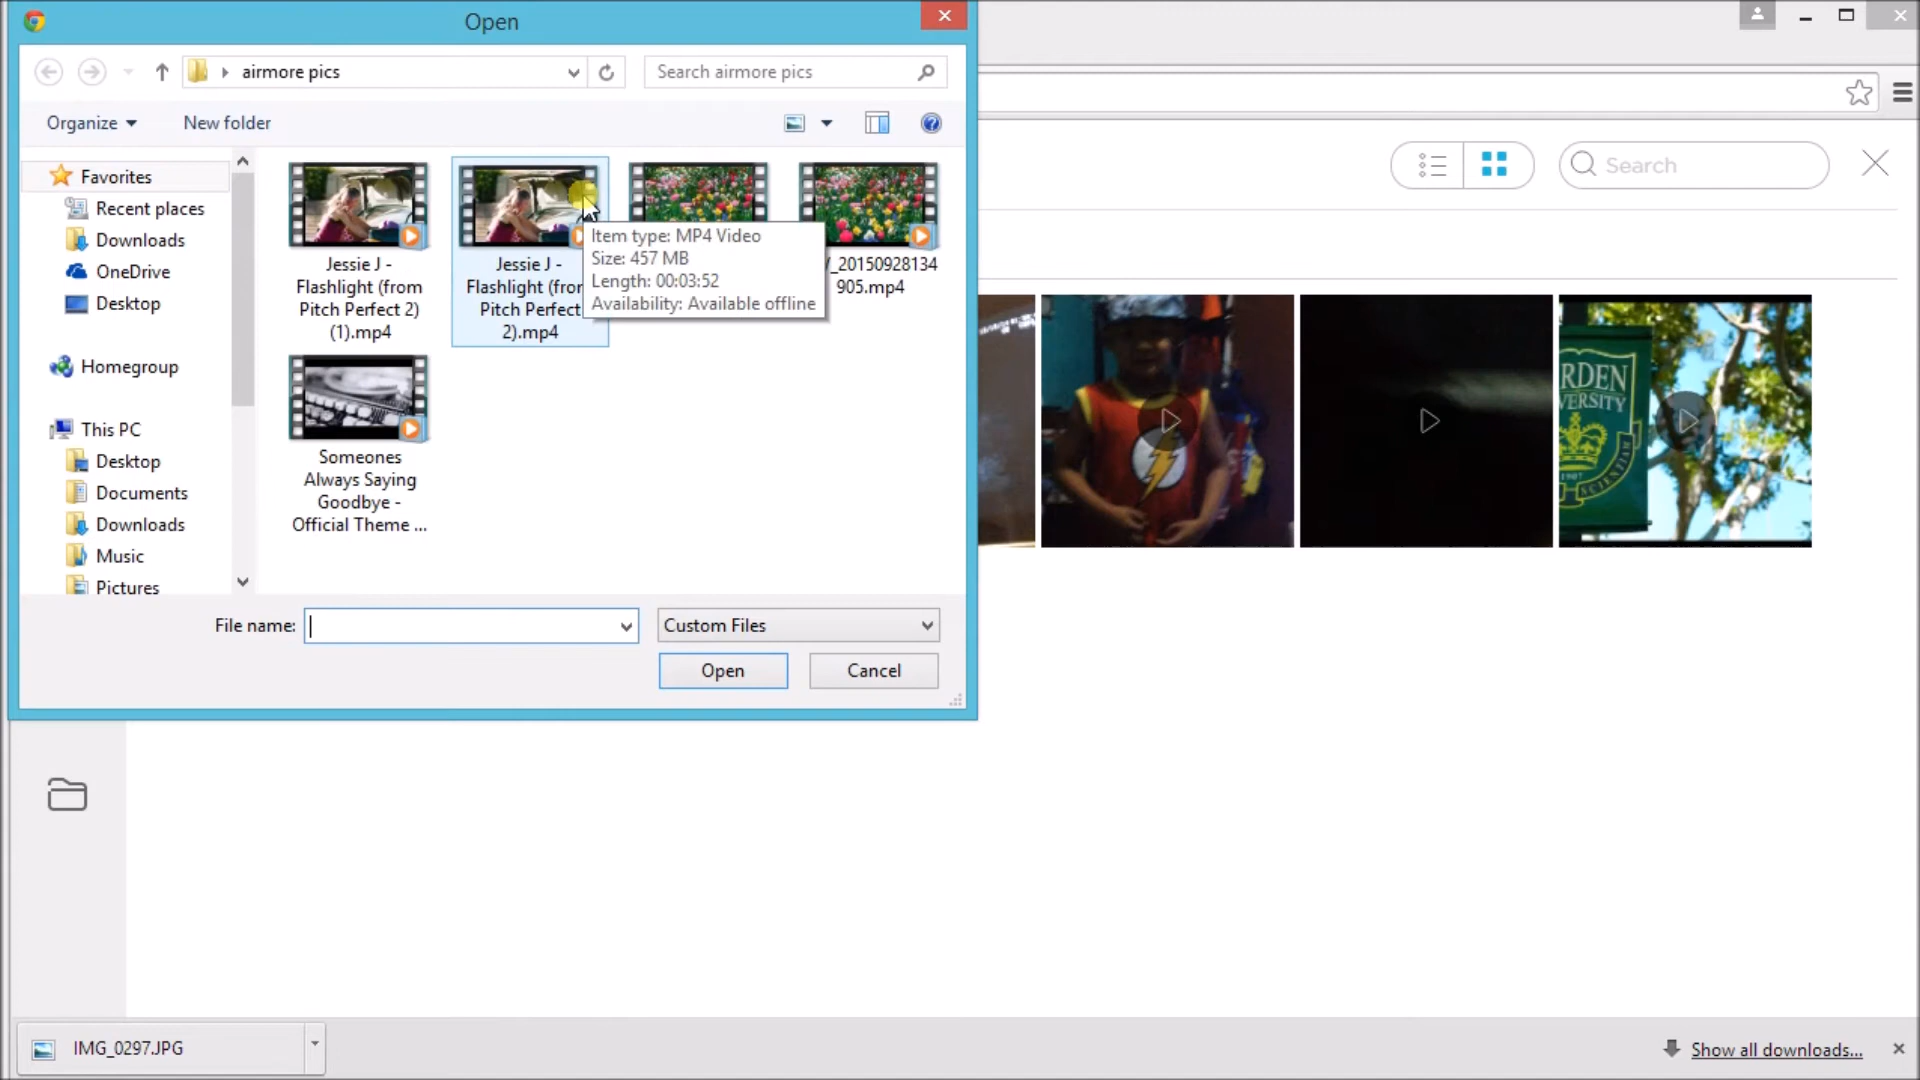 Open
airmore pics
Search airmore pics
Organize
New folder
Favorites
Recent places
Downloads
OneDrive
Desktop
Homegroup
This PC
Desktop
Documents
Downloads
Music
Pictures
Jessie J -
Flashlight (from
Pitch Perfect 2)
(1).mp4
Jessie J -
Flashlight (fro
Pitch Perfect
2).mp4
_20150928134
905.mp4
Item type: MP4 Video
Size: 457 MB
Length: 00:03:52
Availability: Available offline
Someones
Always Saying
Goodbye -
Official Theme ...
File name:
Custom Files
Open
Cancel
Search
RDEN
VERSITY
1907
IMG_0297.JPG
Show all downloads...